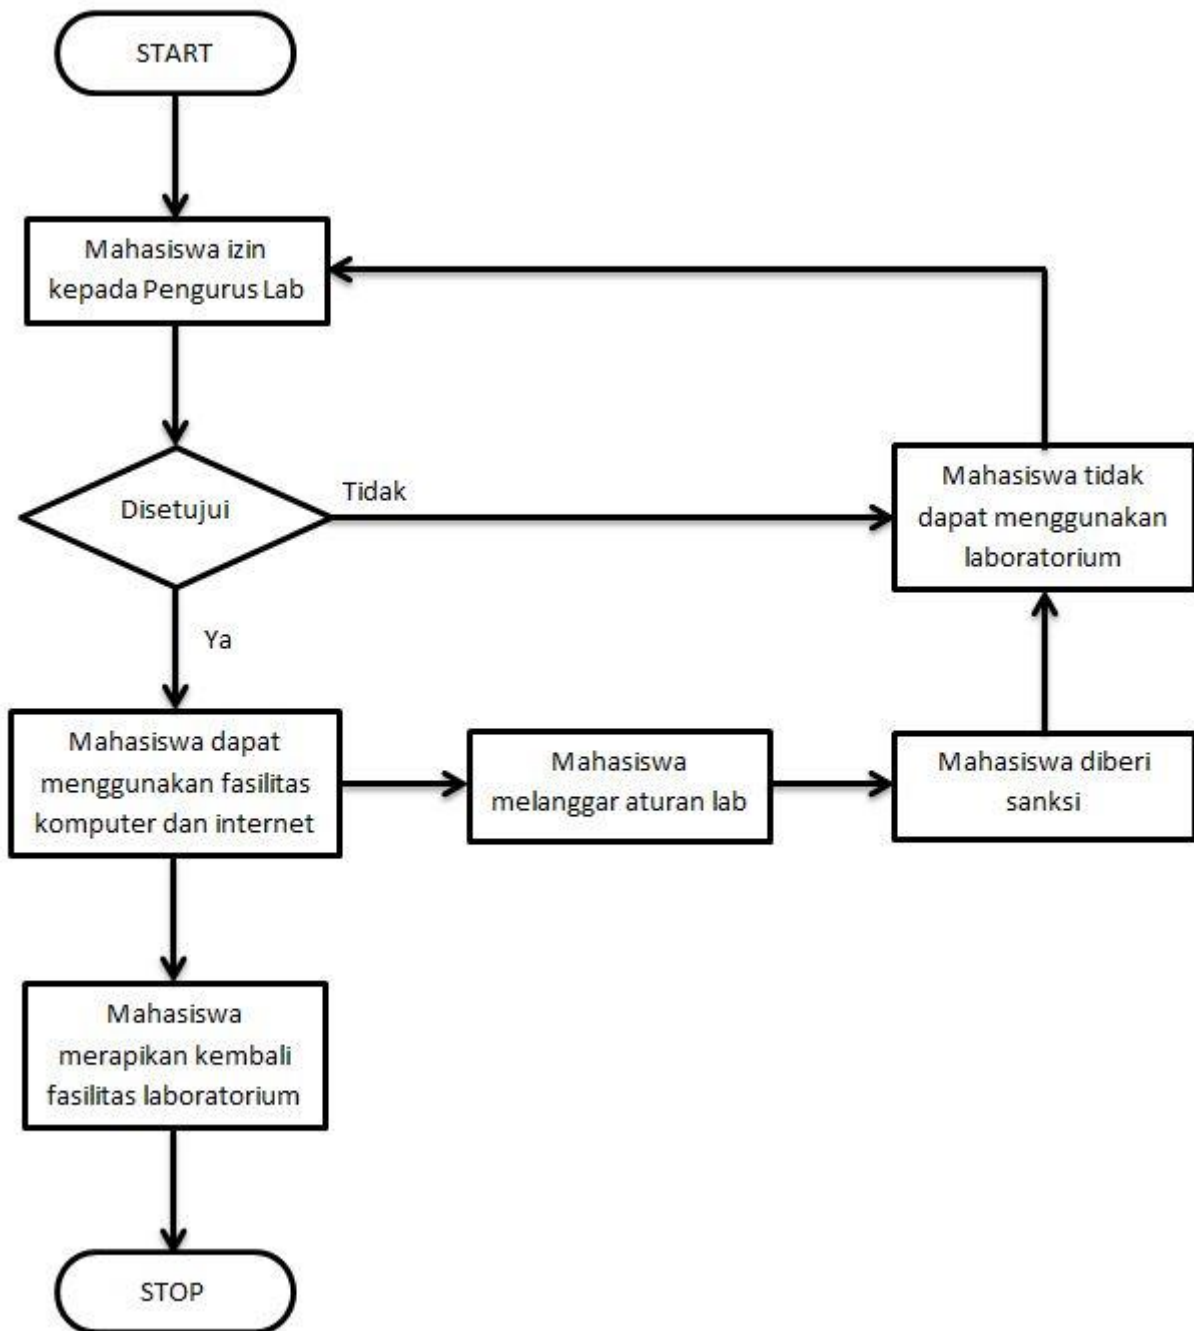 START
Mahasiswa izin
kepada Pengurus Lab
Disetujui
Tidak
Mahasiswa tidak
dapat menggunakan
laboratorium
Ya
Mahasiswa dapat
menggunakan fasilitas
komputer dan internet
Mahasiswa
melanggar aturan lab
Mahasiswa diberi
sanksi
Mahasiswa
merapikan kembali
fasilitas laboratorium
STOP